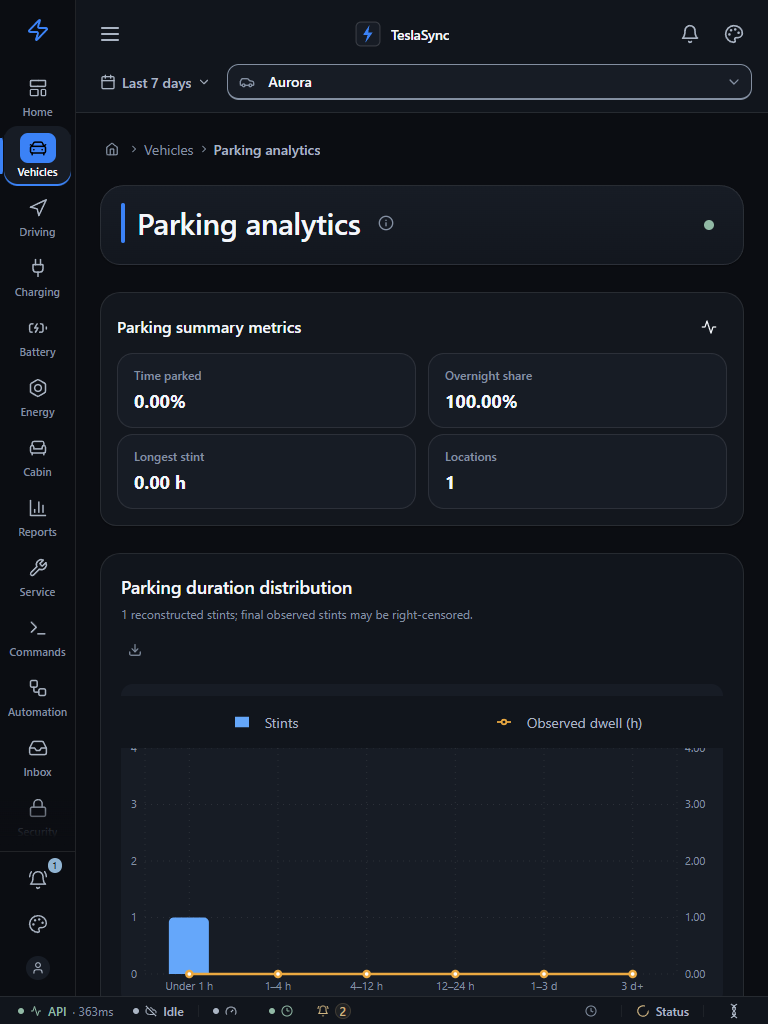 TeslaSync
Last 7 days
Aurora
Home
Vehicles
Driving
Charging
Battery
Energy
Cabin
Reports
Service
Commands
Automation
Inbox
Security
1
Vehicles
Parking analytics
Parking analytics
Parking summary metrics
Time parked
0.00%
Overnight share
100.00%
Longest stint
0.00 h
Locations
1
Parking duration distribution
1 reconstructed stints; final observed stints may be right-censored.
Stints
Observed dwell (h)
4 4.00
3 3.00
2 2.00
1 1.00
0 0.00
Under 1 h 1–4 h 4–12 h 12–24 h 1–3 d 3 d+
API · 363ms Idle 2 Status